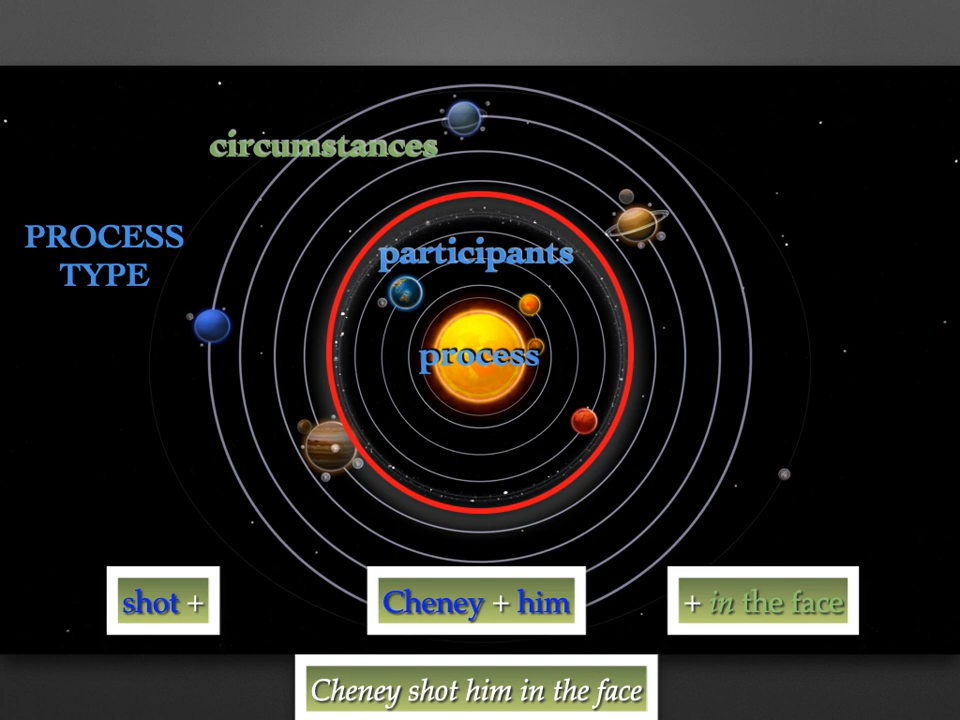 circumstances
PROCESS
TYPE
participants
process
shot +
Cheney + him
+ in the face
Cheney shot him in the face